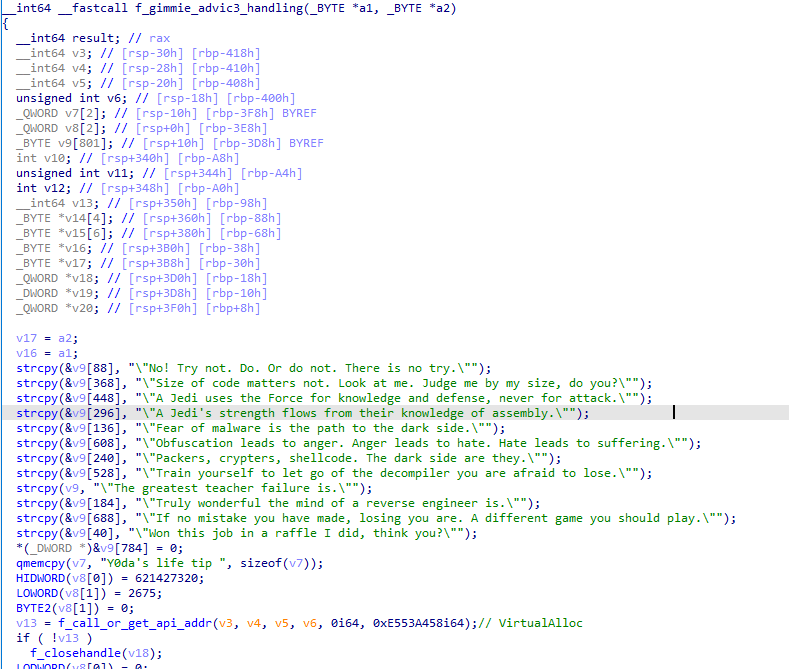 __int64 __fastcall f_gimmie_advic3_handling(_BYTE *a1, _BYTE *a2)
{
__int64 result; // rax
__int64 v3; // [rsp-30h] [rbp-418h]
__int64 v4; // [rsp-28h] [rbp-410h]
__int64 v5; // [rsp-20h] [rbp-408h]
unsigned int v6; // [rsp-18h] [rbp-400h]
_QWORD v7[2]; // [rsp-10h] [rbp-3F8h] BYREF
_QWORD v8[2]; // [rsp+0h] [rbp-3E8h]
_BYTE v9[801]; // [rsp+10h] [rbp-3D8h] BYREF
int v10; // [rsp+340h] [rbp-A8h]
unsigned int v11; // [rsp+344h] [rbp-A4h]
int v12; // [rsp+348h] [rbp-A0h]
__int64 v13; // [rsp+350h] [rbp-98h]
_BYTE *v14[4]; // [rsp+360h] [rbp-88h]
_BYTE *v15[6]; // [rsp+380h] [rbp-68h]
_BYTE *v16; // [rsp+3B0h] [rbp-38h]
_BYTE *v17; // [rsp+3B8h] [rbp-30h]
_QWORD *v18; // [rsp+3D0h] [rbp-18h]
_DWORD *v19; // [rsp+3D8h] [rbp-10h]
_QWORD *v20; // [rsp+3F0h] [rbp+8h]
v17 = a2;
v16 = a1;
strcpy(&v9[88], "\"No! Try not. Do. Or do not. There is no try.\"");
strcpy(&v9[368], "\"Size of code matters not. Look at me. Judge me by my size, do you?\"");
strcpy(&v9[448], "\"A Jedi uses the Force for knowledge and defense, never for attack.\"");
strcpy(&v9[296], "\"A Jedi's strength flows from their knowledge of assembly.\"");
strcpy(&v9[136], "\"Fear of malware is the path to the dark side.\"");
strcpy(&v9[608], "\"Obfuscation leads to anger. Anger leads to hate. Hate leads to suffering.\"");
strcpy(&v9[240], "\"Packers, crypters, shellcode. The dark side are they.\"");
strcpy(&v9[528], "\"Train yourself to let go of the decompiler you are afraid to lose.\"");
strcpy(v9, "\"The greatest teacher failure is.\"");
strcpy(&v9[184], "\"Truly wonderful the mind of a reverse engineer is.\"");
strcpy(&v9[688], "\"If no mistake you have made, losing you are. A different game you should play.\"");
strcpy(&v9[40], "\"Won this job in a raffle I did, think you?\"");
*(_DWORD *)&v9[784] = 0;
qmemcpy(v7, "Y0da's life tip ", sizeof(v7));
HIDWORD(v8[0]) = 621427320;
LOWORD(v8[1]) = 2675;
BYTE2(v8[1]) = 0;
v13 = f_call_or_get_api_addr(v3, v4, v5, v6, 0i64, 0xE553A458i64);// VirtualAlloc
if ( !v13 )
f_closehandle(v18);
LODWORD(v8[0]) = 0;